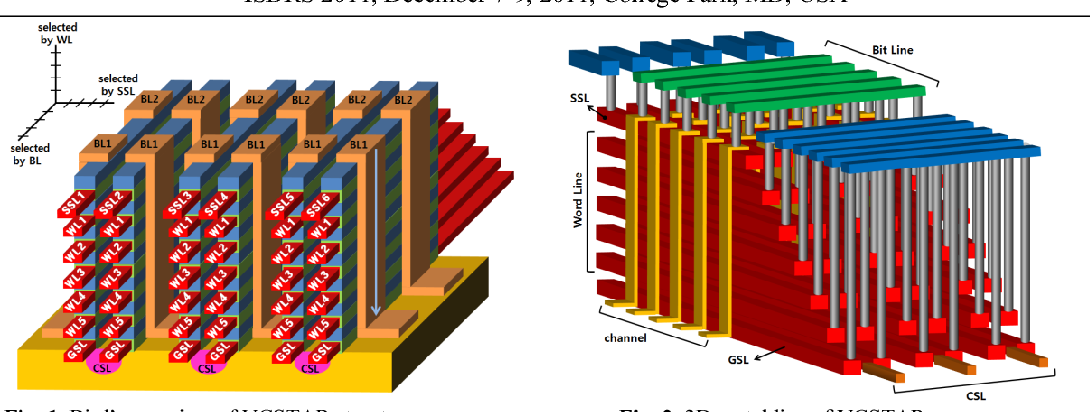 ISDRS 2011, December 7-9, 2011, College Park, MD, USA
selected
by WL
selected
by SSL
selected
by BL
BL2 BL2 BL2 BL2 BL2 BL2
BL1 BL1 BL1 BL1 BL1 BL1
SSL1 SSL2 SSL3 SSL4 SSL5 SSL6
WL1 WL1 WL1 WL1 WL1 WL1
WL2 WL2 WL2 WL2 WL2 WL2
WL3 WL3 WL3 WL3 WL3 WL3
WL4 WL4 WL4 WL4 WL4 WL4
WL5 WL5 WL5 WL5 WL5 WL5
GSL GSL GSL GSL GSL GSL
CSL CSL CSL
Bit Line
SSL
Word Line
channel
GSL
CSL